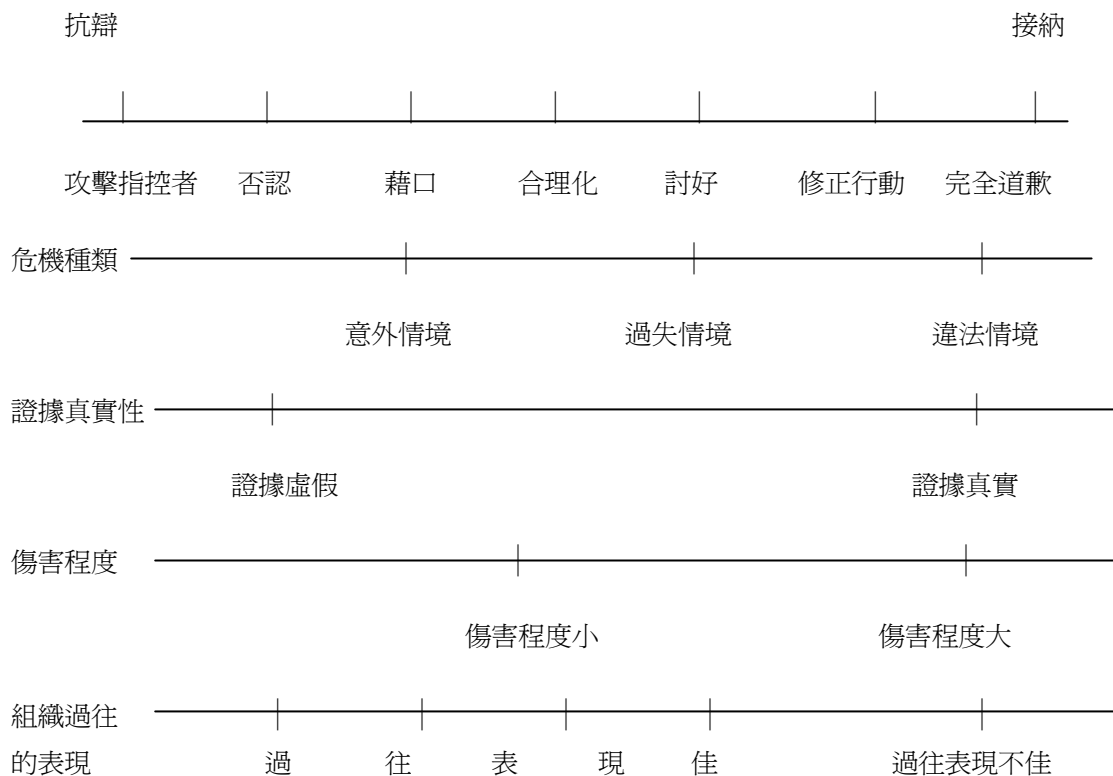 抗辯 接納
攻擊指控者 否認 藉口 合理化 討好 修正行動 完全道歉
危機種類
意外情境 過失情境 違法情境
證據真實性
證據虛假 證據真實
傷害程度
傷害程度小 傷害程度大
組織過往
的表現 過 往 表 現 佳 過往表現不佳